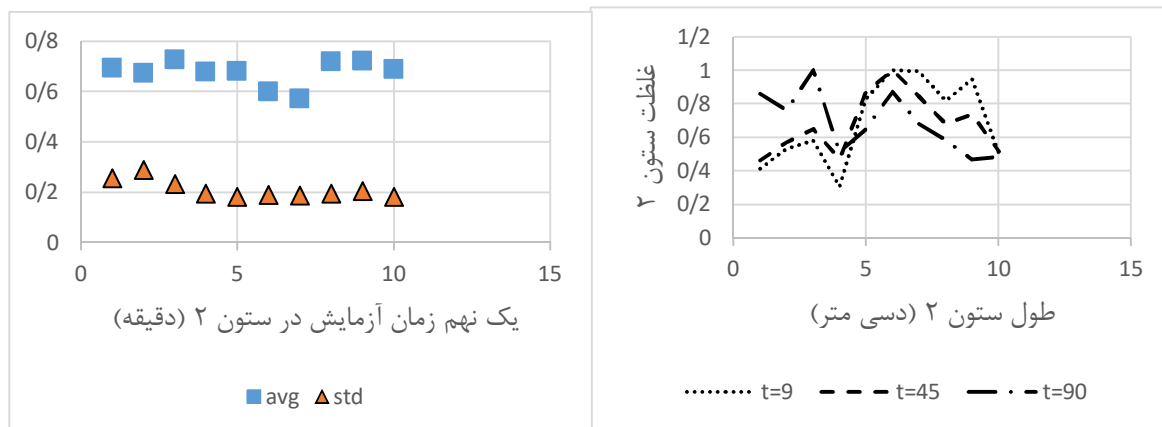 0/8
0/6
0/4
0/2
0
0 5 10 15
یک نهم زمان آزمایش در ستون ۲ (دقیقه)
avg std
1/2
1
0/8
0/6
0/4
0/2
0
غلظت ستون ۲
0 5 10 15
طول ستون ۲ (دسی متر)
t=9 t=45 t=90